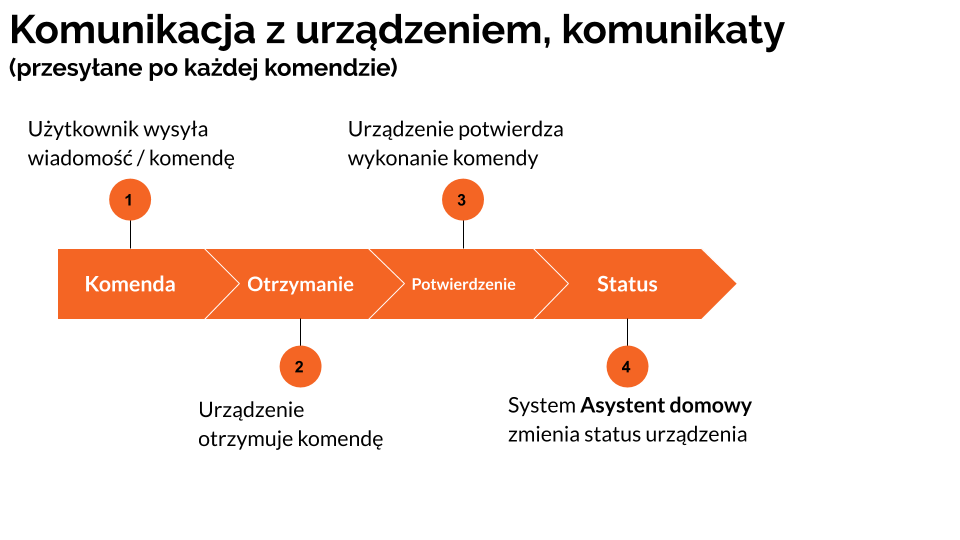 Komunikacja z urządzeniem, komunikaty
(przesyłane po każdej komendzie)
Użytkownik wysyła
wiadomość / komendę
Urządzenie potwierdza
wykonanie komendy
1
3
Komenda
Otrzymanie
Potwierdzenie
Status
2
4
Urządzenie
otrzymuje komendę
System Asystent domowy
zmienia status urządzenia